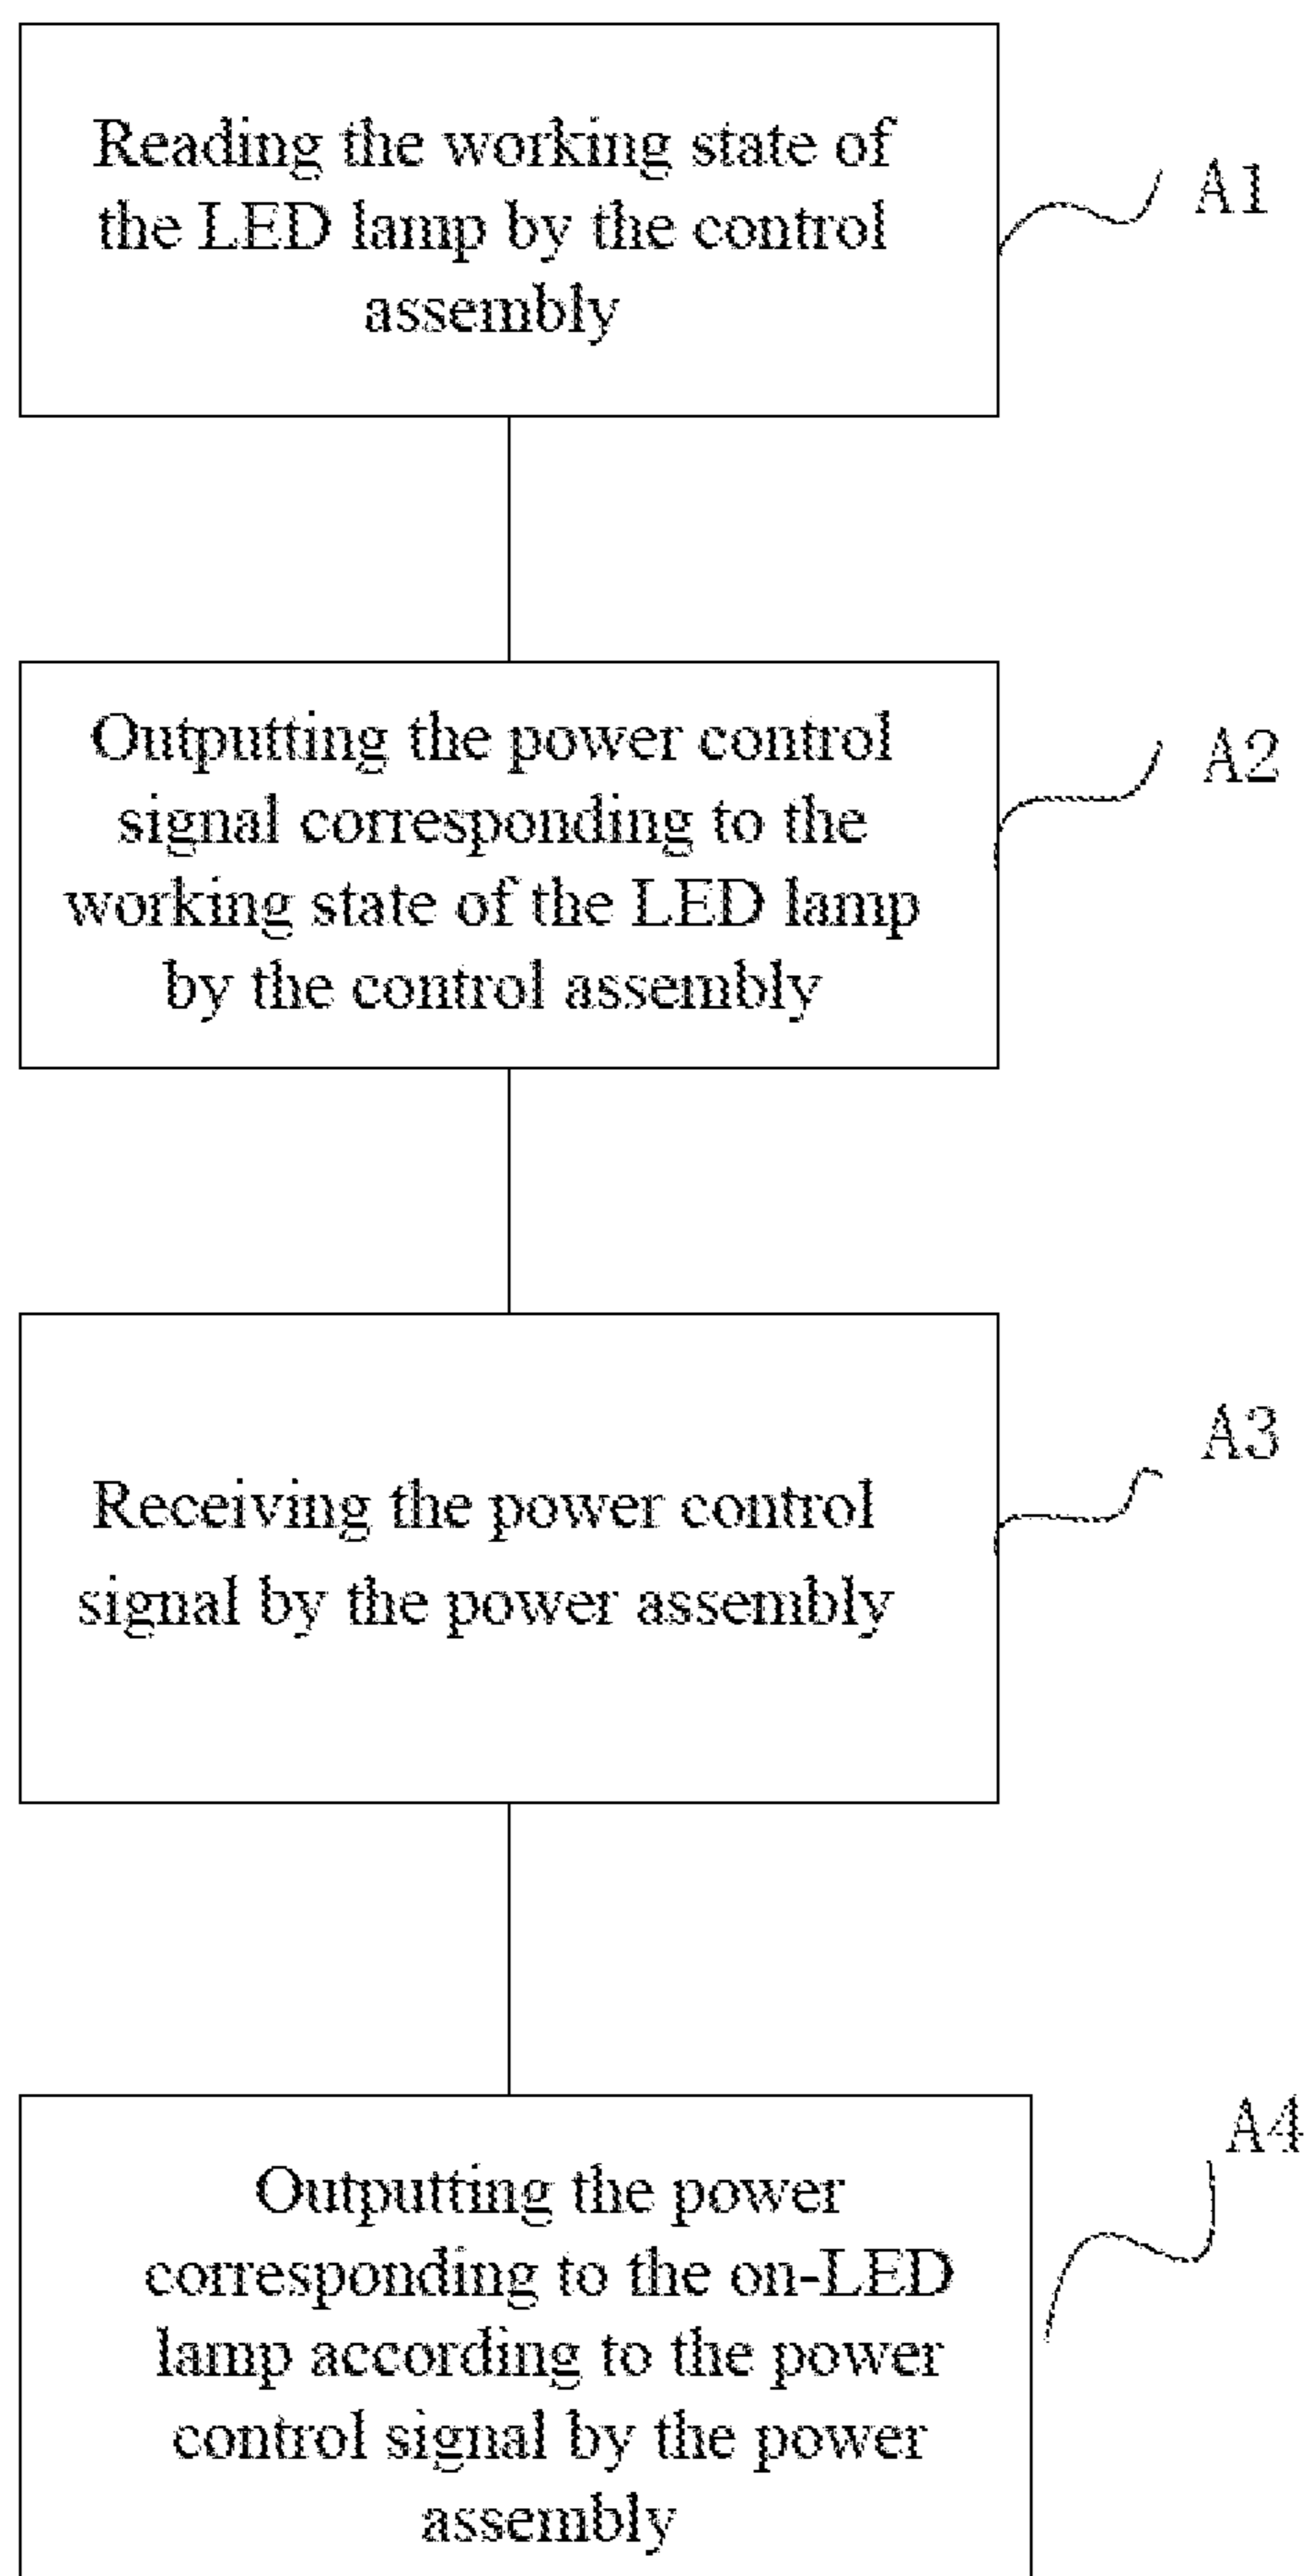 Reading the working state of
the LED lamp by the control
assembly
A1
Outputting the power control
signal corresponding to the
working state of the LED lamp
by the control assembly
A2
Receiving the power control
signal by the power assembly
A3
Outputting the power
corresponding to the on-LED
lamp according to the power
control signal by the power
assembly
A4